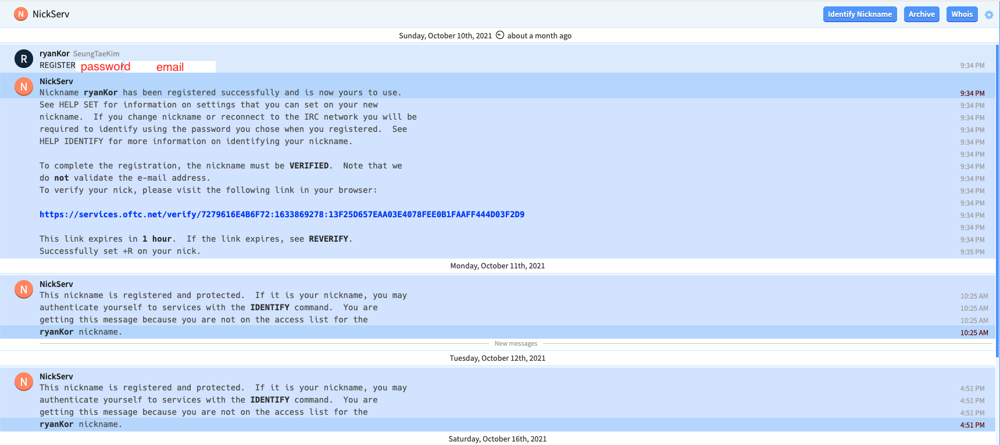 N NickServ Identify Nickname Archive Whois
Sunday, October 10th, 2021 about a month ago
R ryanKor SeungTaeKim
REGISTER password email 9:34 PM
N NickServ
Nickname ryanKor has been registered successfully and is now yours to use. 9:34 PM
See HELP SET for information on settings that you can set on your new 9:34 PM
nickname. If you change nickname or reconnect to the IRC network you will be 9:34 PM
required to identify using the password you chose when you registered. See 9:34 PM
HELP IDENTIFY for more information on identifying your nickname. 9:34 PM
9:34 PM
To complete the registration, the nickname must be VERIFIED. Note that we 9:34 PM
do not validate the e-mail address. 9:34 PM
To verify your nick, please visit the following link in your browser: 9:34 PM
9:34 PM
https://services.oftc.net/verify/7279616E4B6F72:1633869278:13F25D657EAA03E4078FEE0B1FAAFF444D03F2D9 9:34 PM
9:34 PM
This link expires in 1 hour. If the link expires, see REVERIFY. 9:34 PM
Successfully set +R on your nick. 9:35 PM
Monday, October 11th, 2021
N NickServ
This nickname is registered and protected. If it is your nickname, you may 10:25 AM
authenticate yourself to services with the IDENTIFY command. You are 10:25 AM
getting this message because you are not on the access list for the 10:25 AM
ryanKor nickname. 10:25 AM
New messages
Tuesday, October 12th, 2021
N NickServ
This nickname is registered and protected. If it is your nickname, you may 4:51 PM
authenticate yourself to services with the IDENTIFY command. You are 4:51 PM
getting this message because you are not on the access list for the 4:51 PM
ryanKor nickname. 4:51 PM
Saturday, October 16th, 2021